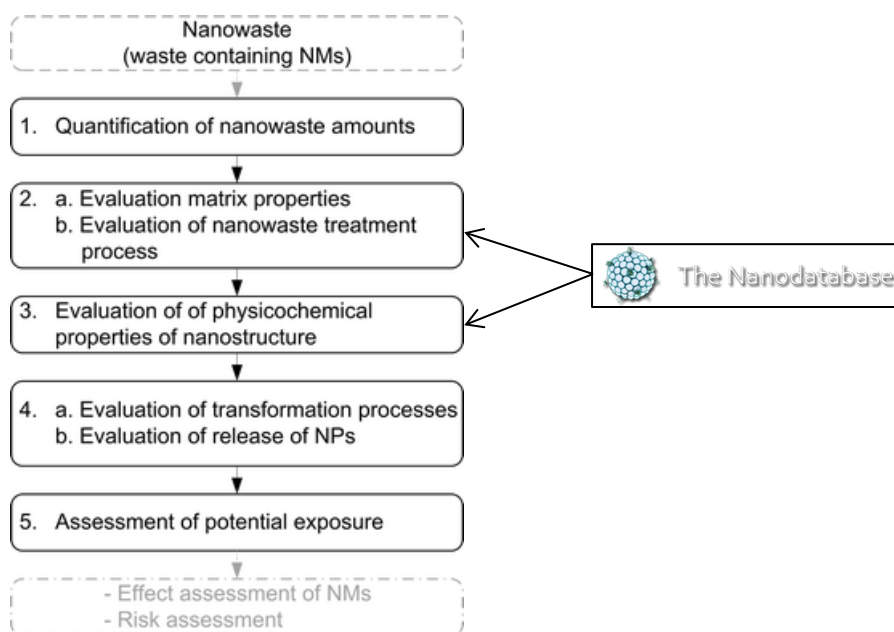 Nanowaste
(waste containing NMs)
1. Quantification of nanowaste amounts
2. a. Evaluation matrix properties
b. Evaluation of nanowaste treatment
process
The Nanodatabase
3. Evaluation of of physicochemical
properties of nanostructure
4. a. Evaluation of transformation processes
b. Evaluation of release of NPs
5. Assessment of potential exposure
- Effect assessment of NMs
- Risk assessment